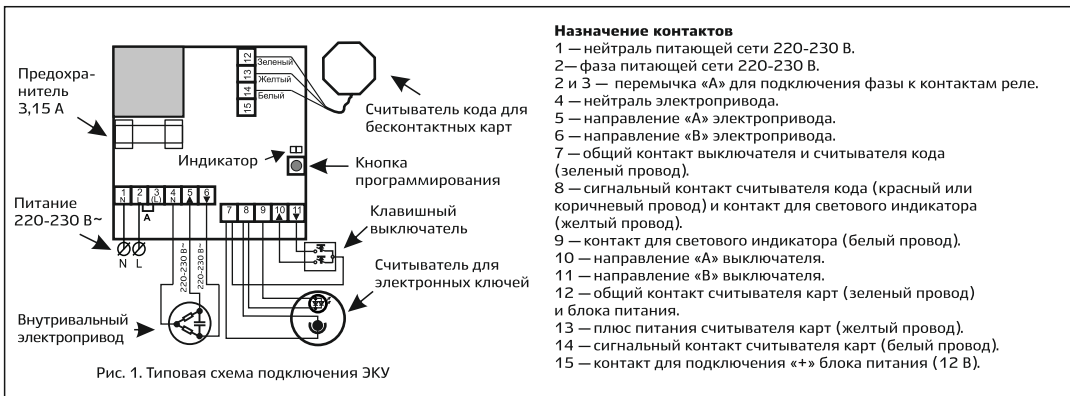 Предохра-
нитель
3,15 А
12
13
14
15
Зеленый
Желтый
Белый
Считыватель кода для
бесконтактных карт
Индикатор
Кнопка
программирования
1 2 3 4 5 6
N L (L) N
А
7 8 9 10 11
Питание
220-230 В~
N L
220-230 В~
220-230 В~
Клавишный
выключатель
Считыватель для
электронных ключей
Внутривальный
электропривод
Рис. 1. Типовая схема подключения ЭКУ
Назначение контактов
1 — нейтраль питающей сети 220-230 В.
2— фаза питающей сети 220-230 В.
2 и 3 — перемычка «А» для подключения фазы к контактам реле.
4 — нейтраль электропривода.
5 — направление «А» электропривода.
6 — направление «В» электропривода.
7 — общий контакт выключателя и считывателя кода
(зеленый провод).
8 — сигнальный контакт считывателя кода (красный или
коричневый провод) и контакт для светового индикатора
(желтый провод).
9 — контакт для светового индикатора (белый провод).
10 — направление «А» выключателя.
11 — направление «В» выключателя.
12 — общий контакт считывателя карт (зеленый провод)
и блока питания.
13 — плюс питания считывателя карт (желтый провод).
14 — сигнальный контакт считывателя карт (белый провод).
15 — контакт для подключения «+» блока питания (12 В).